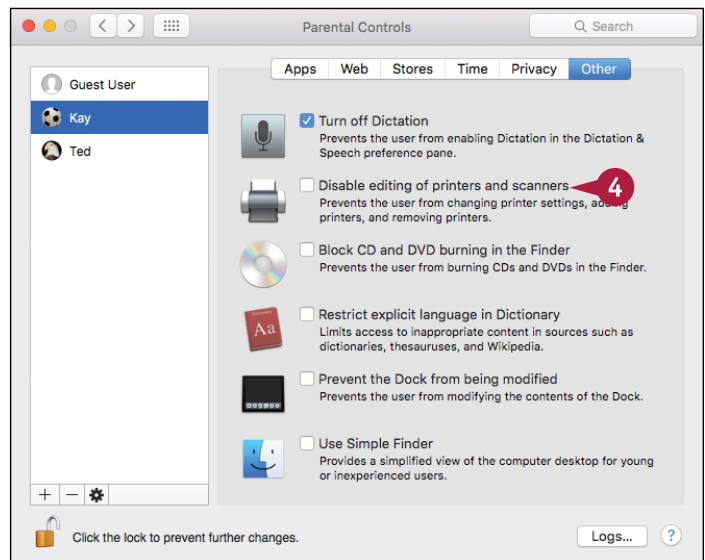 Parental Controls
Search
Apps Web Stores Time Privacy Other
Guest User
Kay
Ted
Turn off Dictation
Prevents the user from enabling Dictation in the Dictation &
Speech preference pane.
Disable editing of printers and scanners
4
Prevents the user from changing printer settings,
printers, and removing printers.
Block CD and DVD burning in the Finder
Prevents the user from burning CDs and DVDs in the Finder.
Dictionary
Aa
Restrict explicit language in Dictionary
Limits access to inappropriate content in sources such as
dictionaries, thesauruses, and Wikipedia.
Prevent the Dock from being modified
Prevents the user from modifying the contents of the Dock.
Use Simple Finder
Provides a simplified view of the computer desktop for young
or inexperienced users.
+ −
Click the lock to prevent further changes.
Logs...
?